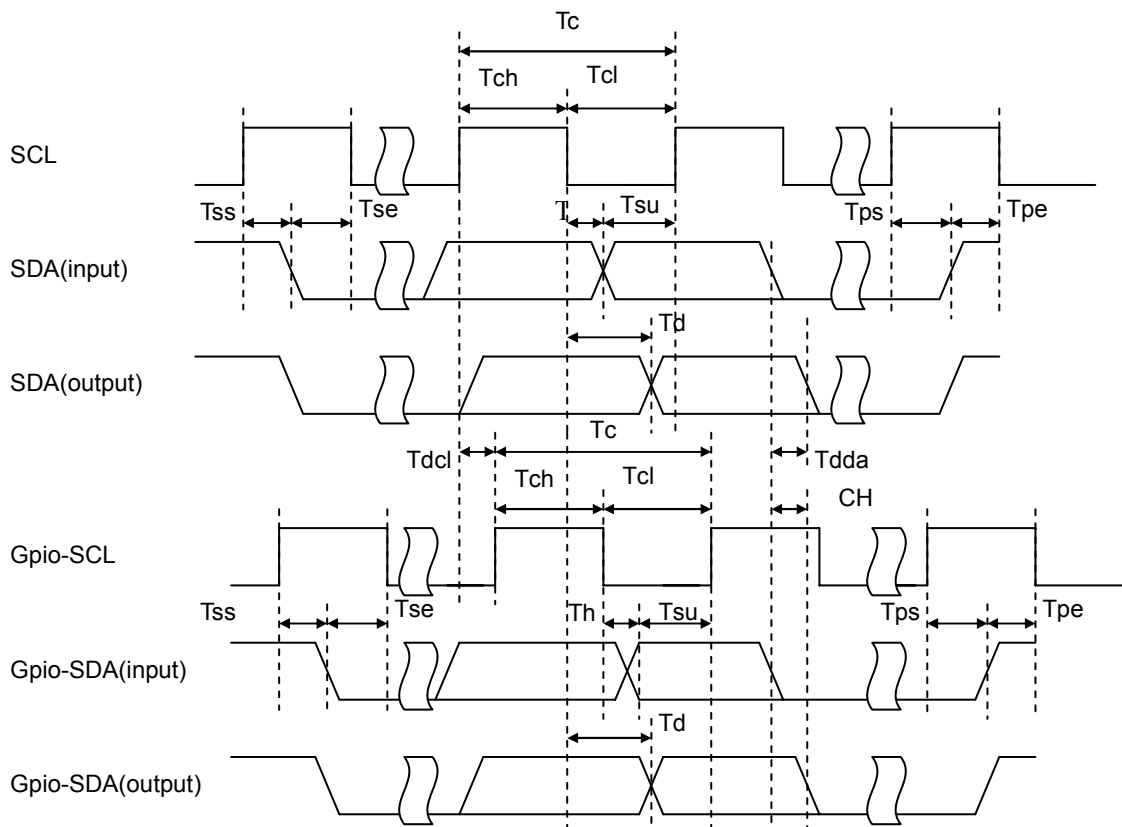 Tc
Tch Tcl
SCL
Tss Tse T Tsu Tps Tpe
SDA(input)
Td
SDA(output)
Tc
Tdcl Tdda
Tch Tcl CH
Gpio-SCL
Tss Tse Th Tsu Tps Tpe
Gpio-SDA(input)
Td
Gpio-SDA(output)